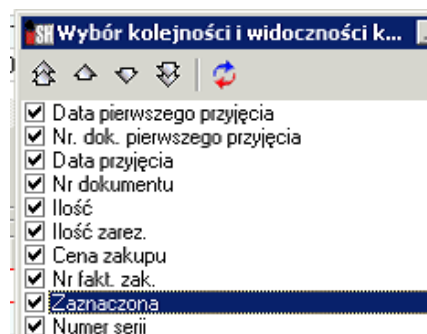 SH Wybór kolejności i widoczności k...
Data pierwszego przyjęcia
Nr. dok. pierwszego przyjęcia
Data przyjęcia
Nr dokumentu
Ilość
Ilość zarez.
Cena zakupu
Nr fakt. zak.
Zaznaczona
Numer serii